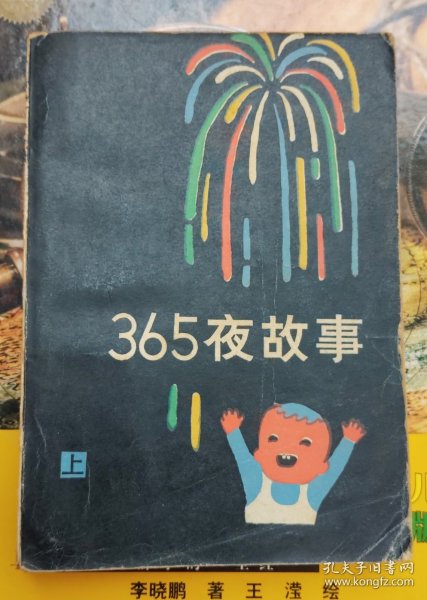 365夜故事
上
李晓鹏 著 王滢 绘
孔夫子旧书网
www.kongfz.com